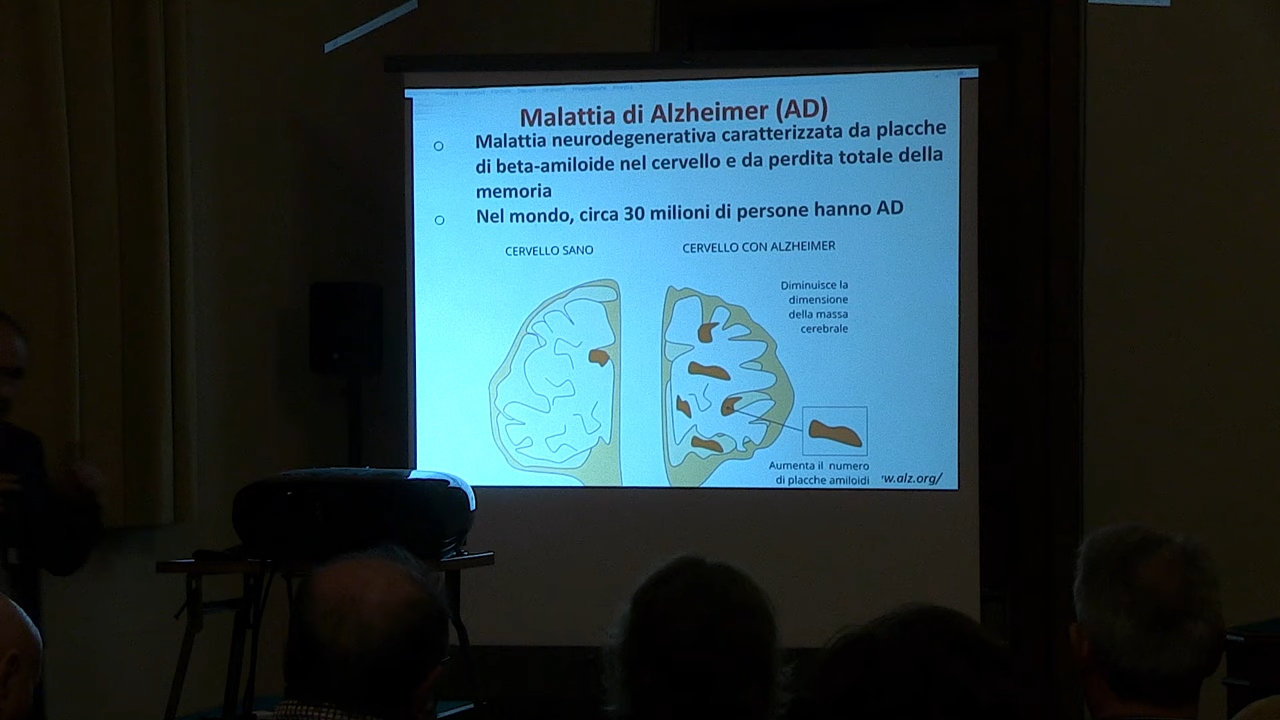 Malattia di Alzheimer (AD)
Malattia neurodegenerativa caratterizzata da placche
di beta-amiloide nel cervello e da perdita totale della
memoria
Nel mondo, circa 30 milioni di persone hanno AD
CERVELLO SANO
CERVELLO CON ALZHEIMER
Diminuisce la
dimensione
della massa
cerebrale
Aumenta il numero
di placche amiloidi
w.alz.org/